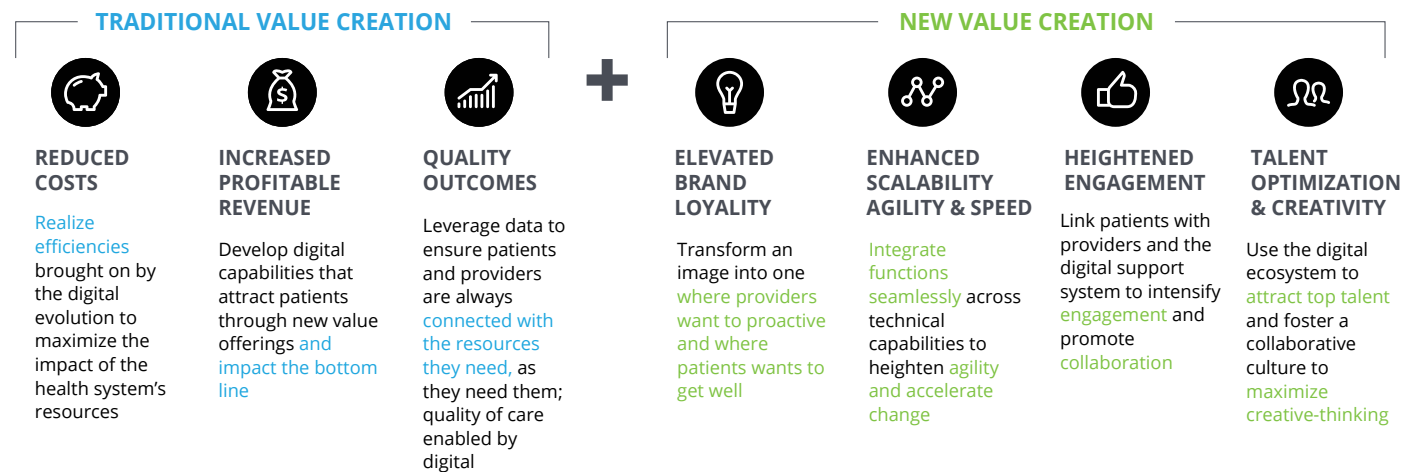 TRADITIONAL VALUE CREATION
REDUCED
COSTS
Realize
efficiencies
brought on by
the digital
evolution to
maximize the
impact of the
health system's
resources
$
INCREASED
PROFITABLE
REVENUE
Develop digital
capabilities that
attract patients
through new value
offerings and
impact the bottom
line
QUALITY
OUTCOMES
Leverage data to
ensure patients
and providers
are always
connected with
the resources
they need, as
they need them;
quality of care
enabled by
digital
+
NEW VALUE CREATION
ELEVATED
BRAND
LOYALITY
Transform an
image into one
where providers
want to proactive
and where
patients wants to
get well
ENHANCED
SCALABILITY
AGILITY & SPEED
Integrate
functions
seamlessly across
technical
capabilities to
heighten agility
and accelerate
change
HEIGHTENED
ENGAGEMENT
Link patients with
providers and the
digital support
system to intensify
engagement and
promote
collaboration
TALENT
OPTIMIZATION
& CREATIVITY
Use the digital
ecosystem to
attract top talent
and foster a
collaborative
culture to
maximize
creative-thinking